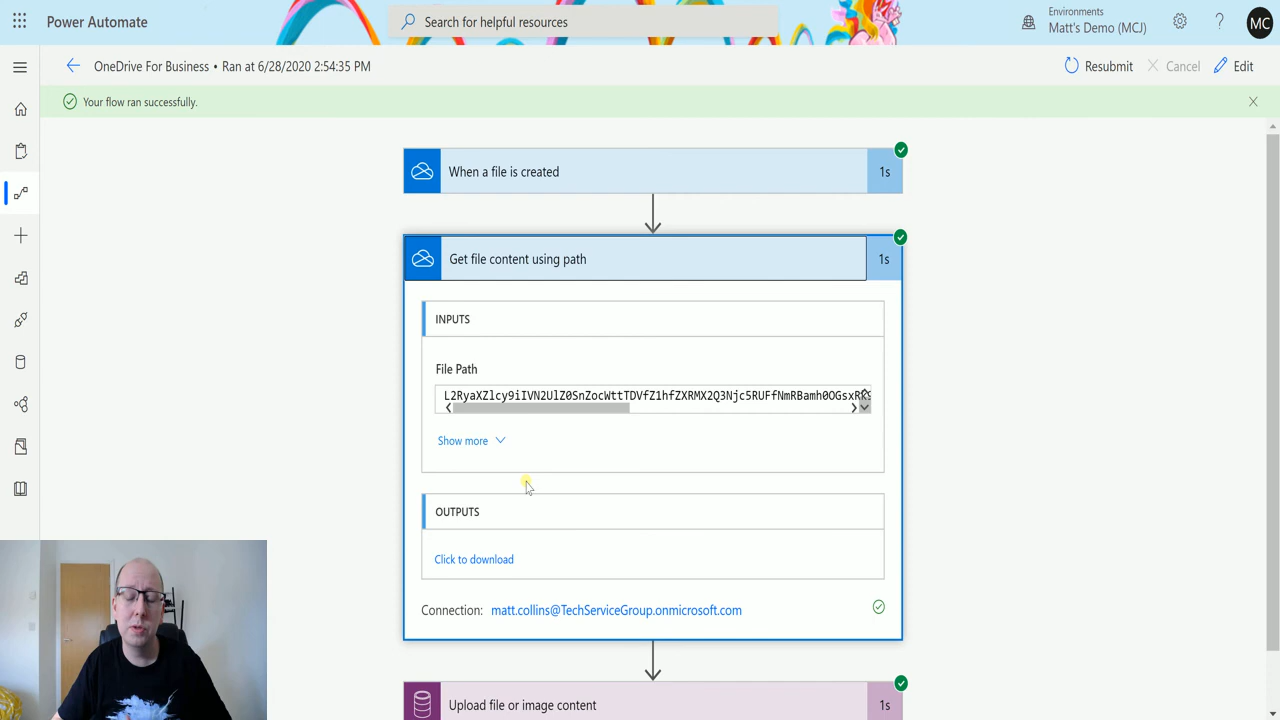 Power Automate
Search for helpful resources
Environments
Matt's Demo (MCJ)
?
MC
OneDrive For Business • Ran at 6/28/2020 2:54:35 PM
Resubmit
Cancel
Edit
Your flow ran successfully.
When a file is created
1s
Get file content using path
1s
INPUTS
File Path
Show more
OUTPUTS
Click to download
Connection: matt.collins@TechServiceGroup.onmicrosoft.com
Upload file or image content
1s